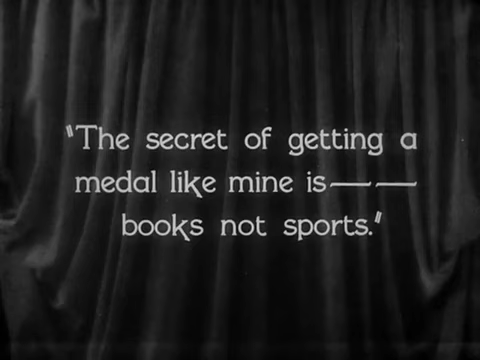 "The secret of getting a
medal like mine is — —
books not sports."